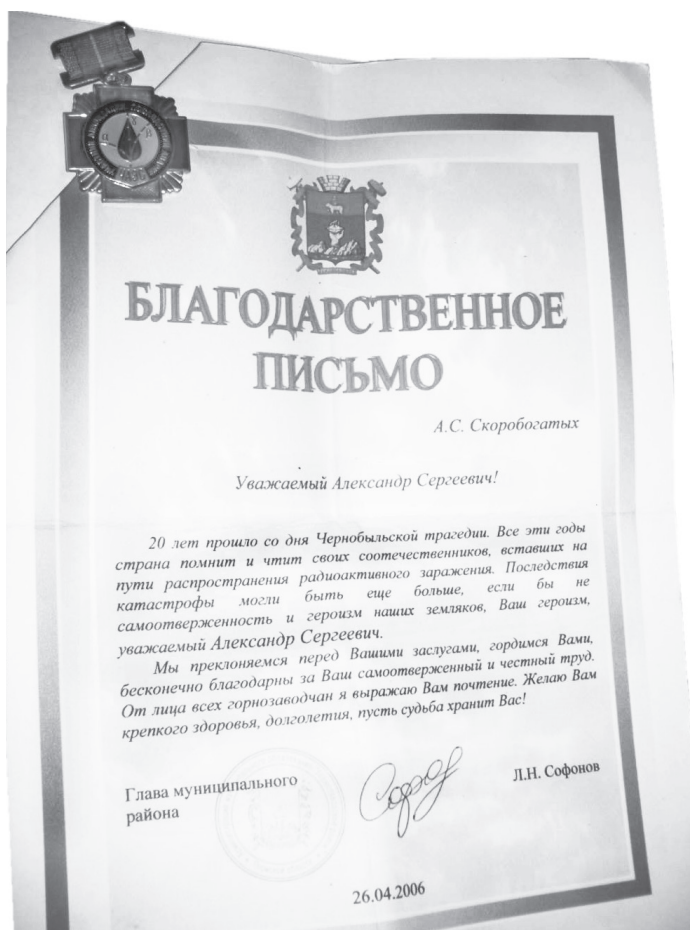 БЛАГОДАРСТВЕННОЕ
ПИСЬМО
А.С. Скоробогатых
Уважаемый Александр Сергеевич!
20 лет прошло со дня Чернобыльской трагедии. Все эти годы
страна помнит и чтит своих соотечественников, вставших на
пути распространения радиоактивного заражения. Последствия
катастрофы могли быть еще больше, если бы не
самоотверженность и героизм наших земляков, Ваш героизм,
уважаемый Александр Сергеевич.
Мы преклоняемся перед Вашими заслугами, гордимся Вами,
бесконечно благодарны за Ваш самоотверженный и честный труд.
От лица всех горнозаводчан я выражаю Вам почтение. Желаю Вам
крепкого здоровья, долголетия, пусть судьба хранит Вас!
Глава муниципального
района
Л.Н. Софонов
26.04.2006